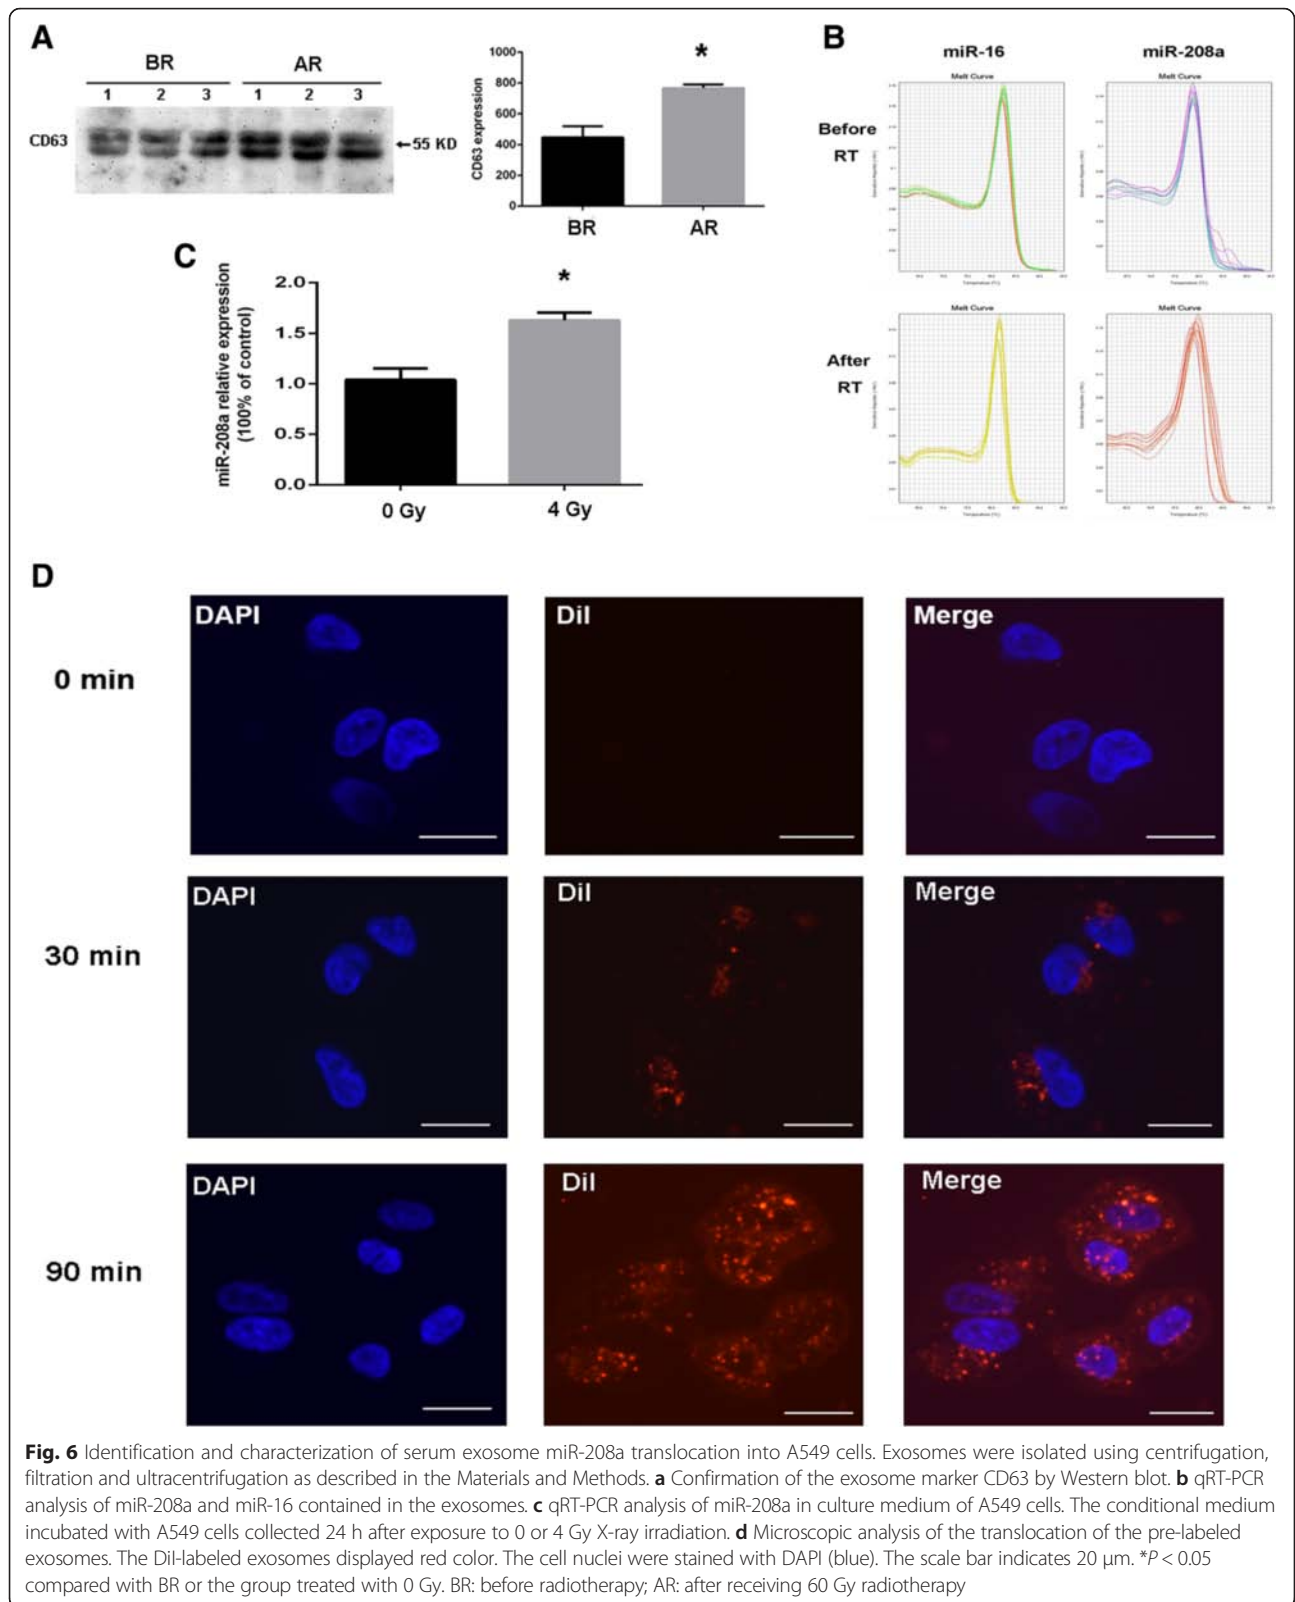 A
BR
AR
1 2 3 1 2 3
CD63
55 KD
CD63 expression
1000
800
600
400
200
0
*
BR
AR
B
miR-16
miR-208a
Before
RT
Melt Curve
Melt Curve
Temperature (°C)
Temperature (°C)
After
RT
Melt Curve
Melt Curve
Temperature (°C)
Temperature (°C)
C
miR-208a relative expression
(100% of control)
2.0
1.5
1.0
0.5
0.0
*
0 Gy
4 Gy
D
0 min
DAPI
DiI
Merge
30 min
DAPI
DiI
Merge
90 min
DAPI
DiI
Merge
Fig. 6 Identification and characterization of serum exosome miR-208a translocation into A549 cells. Exosomes were isolated using centrifugation,
filtration and ultracentrifugation as described in the Materials and Methods. a Confirmation of the exosome marker CD63 by Western blot. b qRT-PCR
analysis of miR-208a and miR-16 contained in the exosomes. c qRT-PCR analysis of miR-208a in culture medium of A549 cells. The conditional medium
incubated with A549 cells collected 24 h after exposure to 0 or 4 Gy X-ray irradiation. d Microscopic analysis of the translocation of the pre-labeled
exosomes. The DiI-labeled exosomes displayed red color. The cell nuclei were stained with DAPI (blue). The scale bar indicates 20 μm. *P < 0.05
compared with BR or the group treated with 0 Gy. BR: before radiotherapy; AR: after receiving 60 Gy radiotherapy